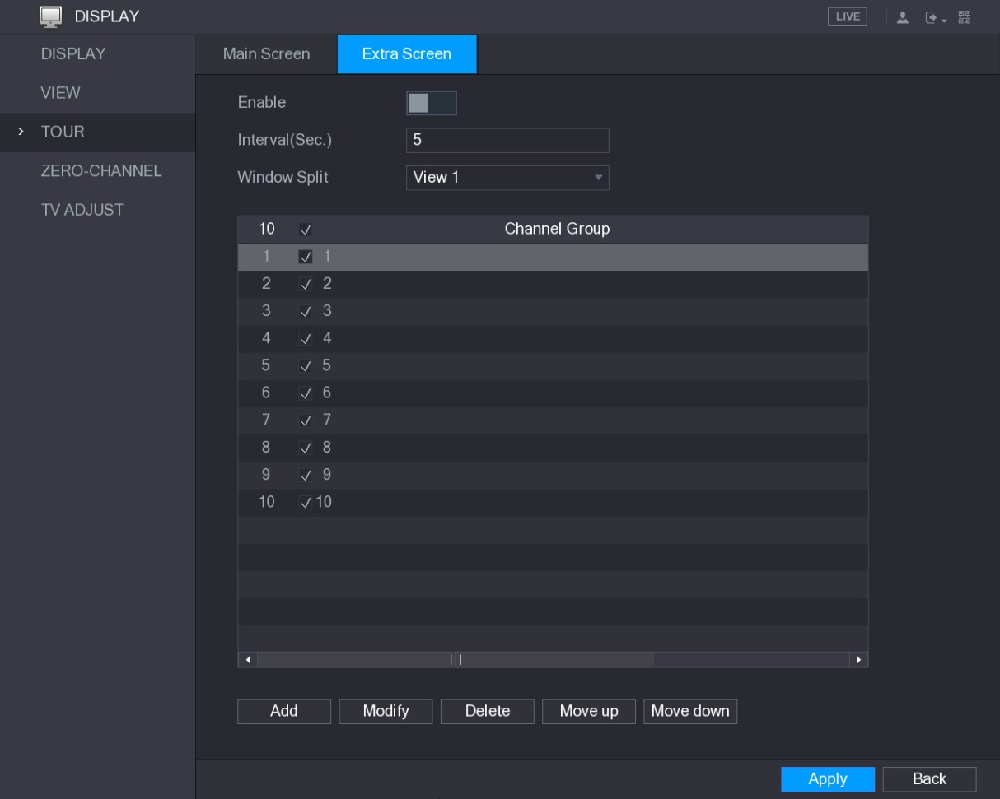 DISPLAY LIVE
DISPLAY
VIEW
TOUR
ZERO-CHANNEL
TV ADJUST
Main Screen Extra Screen
Enable
Interval(Sec.) 5
Window Split View 1
10 Channel Group
1 1
2 2
3 3
4 4
5 5
6 6
7 7
8 8
9 9
10 10
Add Modify Delete Move up Move down
Apply Back